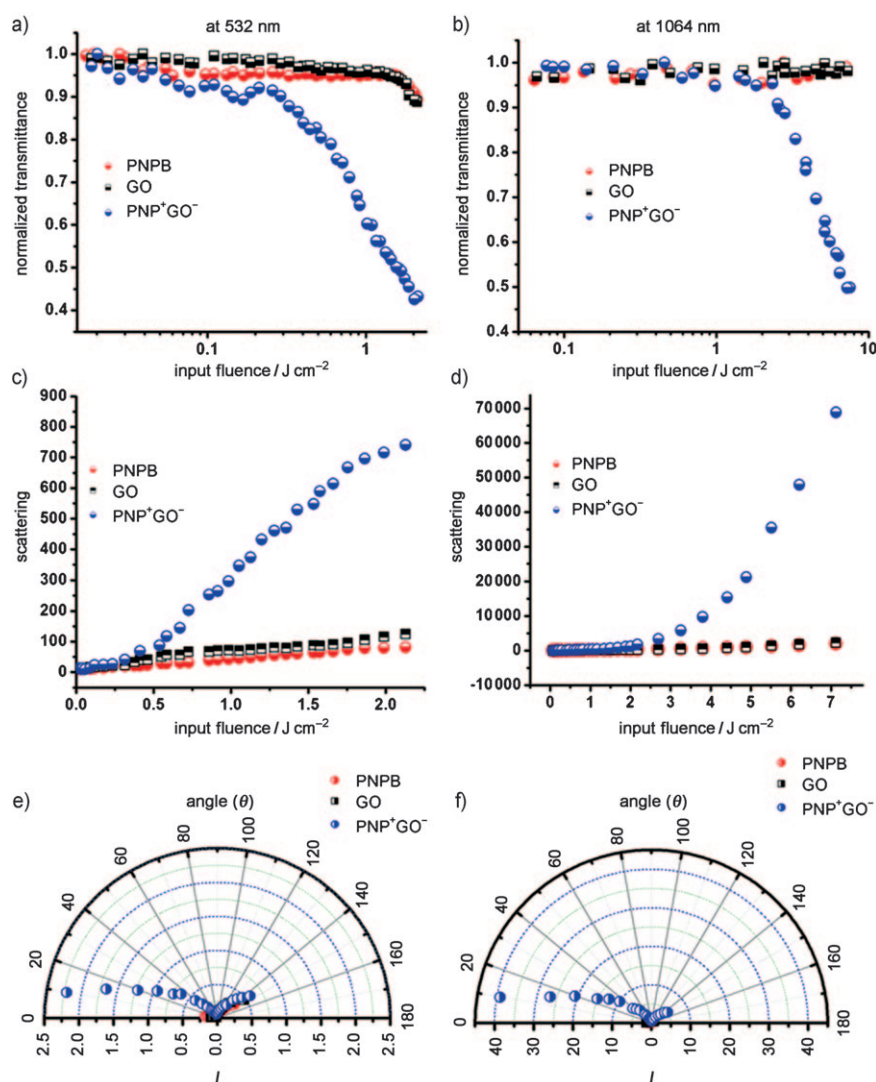 a) at 532 nm
1.0
0.9
0.8
0.7
0.6
0.5
0.4
normalized transmittance
PNPB
GO
PNP⁺GO⁻
0.1 1
input fluence / J cm⁻²
b) at 1064 nm
1.0
0.9
0.8
0.7
0.6
0.5
0.4
normalized transmittance
PNPB
GO
PNP⁺GO⁻
0.1 1 10
input fluence / J cm⁻²
c)
900
800
700
600
500
400
300
200
100
0
scattering
PNPB
GO
PNP⁺GO⁻
0.0 0.5 1.0 1.5 2.0
input fluence / J cm⁻²
d)
70000
60000
50000
40000
30000
20000
10000
0
-10000
scattering
PNPB
GO
PNP⁺GO⁻
0 1 2 3 4 5 6 7
input fluence / J cm⁻²
e) angle (θ)
PNPB
GO
PNP⁺GO⁻
0 20 40 60 80 100 120 140 160 180
2.5 2.0 1.5 1.0 0.5 0.0 0.5 1.0 1.5 2.0 2.5
I
f) angle (θ)
PNPB
GO
PNP⁺GO⁻
0 20 40 60 80 100 120 140 160 180
40 30 20 10 0 10 20 30 40
I